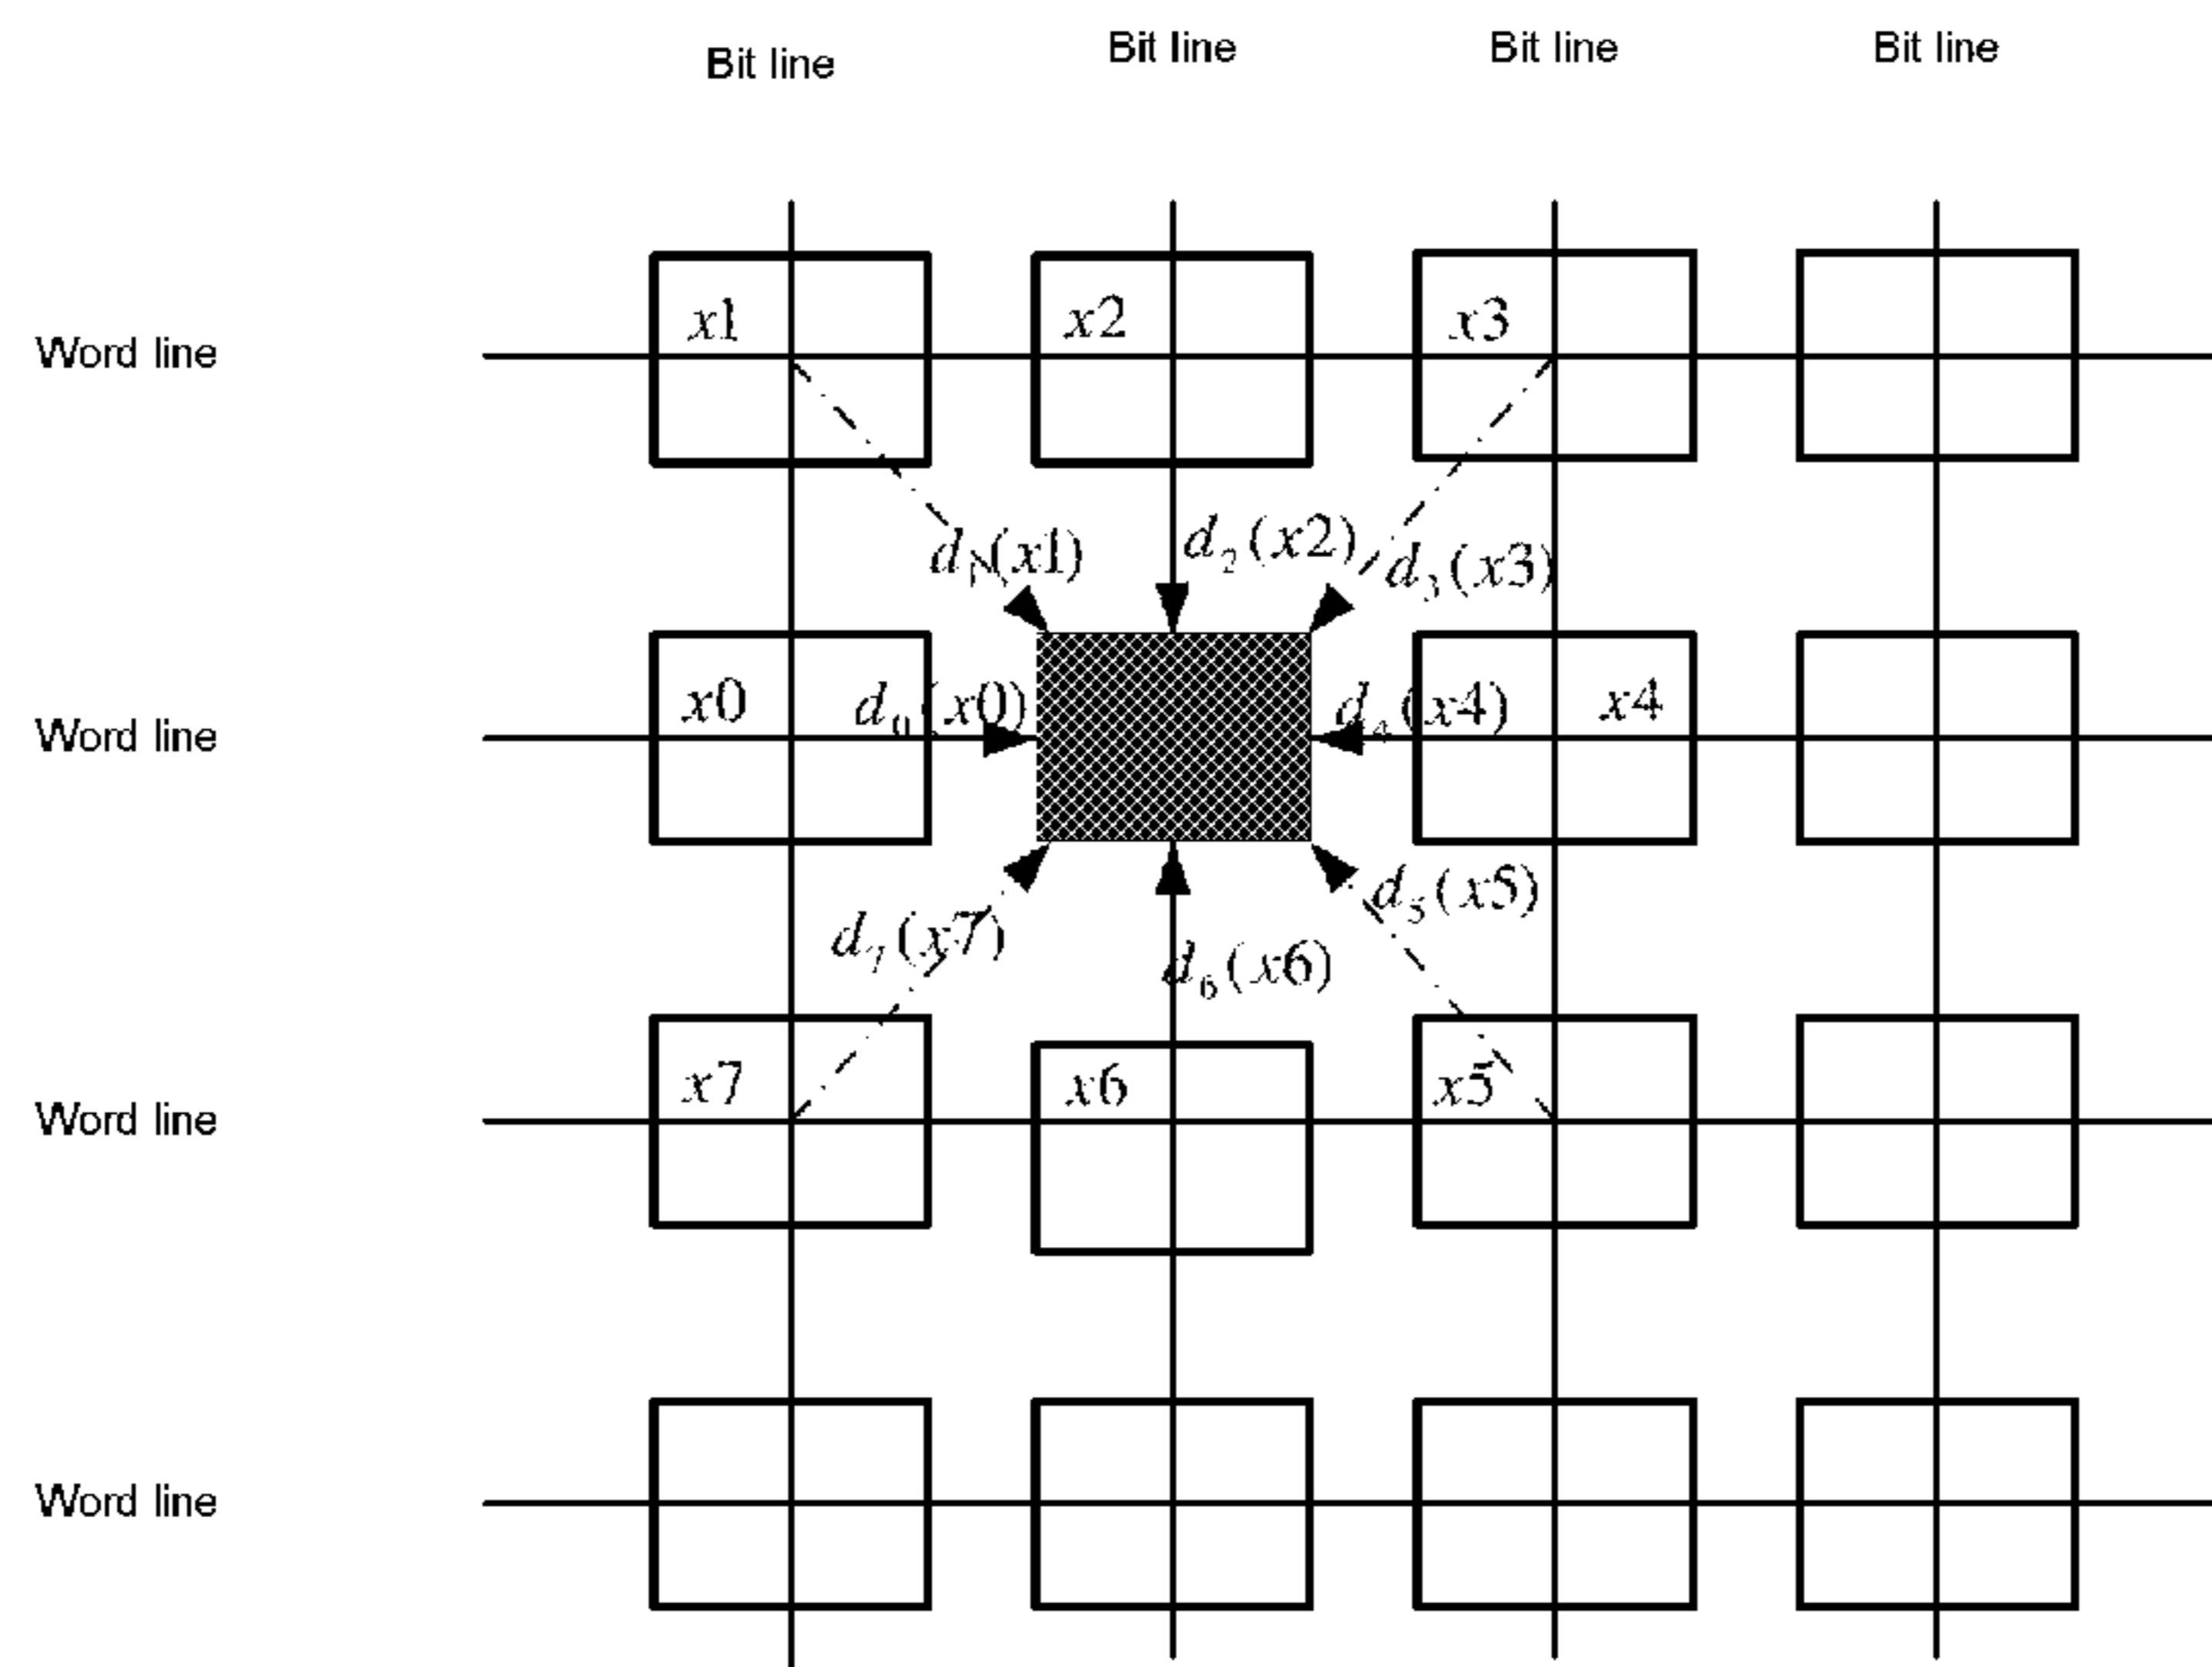 Bit line Bit line Bit line Bit line
Word line x1 x2 x3
d₁(x1) d₂(x2) d₃(x3)
Word line x0 d₀(x0) d₄(x4) x4
d₇(x7) d₆(x6) d₅(x5)
Word line x7 x6 x5
Word line